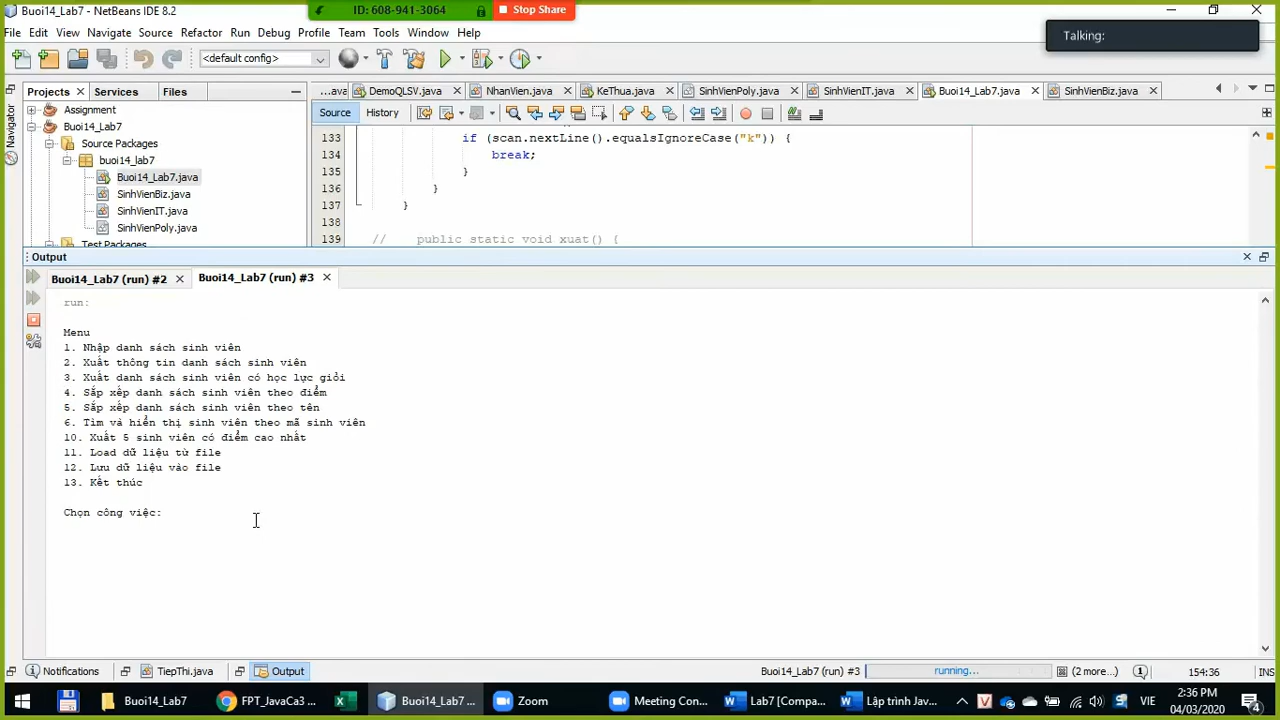 Buoi14_Lab7 - NetBeans IDE 8.2
ID: 608-941-3064
Stop Share
Talking:
File Edit View Navigate Source Refactor Run Debug Profile Team Tools Window Help
<default config>
Projects Services Files
...ava DemoQLSV.java NhanVien.java KeThua.java SinhVienPoly.java SinhVienIT.java Buoi14_Lab7.java SinhVienBiz.java
Navigator
Source History
Assignment
Buoi14_Lab7
Source Packages
buoi14_lab7
Buoi14_Lab7.java
SinhVienBiz.java
SinhVienIT.java
SinhVienPoly.java
Test Packages
133 if (scan.nextLine().equalsIgnoreCase("k")) {
134 break;
135 }
136 }
137 }
138
139 // public static void xuat() {
Output
Buoi14_Lab7 (run) #2 Buoi14_Lab7 (run) #3
run:
Menu
1. Nhập danh sách sinh viên
2. Xuất thông tin danh sách sinh viên
3. Xuất danh sách sinh viên có học lực giỏi
4. Sắp xếp danh sách sinh viên theo điểm
5. Sắp xếp danh sách sinh viên theo tên
6. Tìm và hiển thị sinh viên theo mã sinh viên
10. Xuất 5 sinh viên có điểm cao nhất
11. Load dữ liệu từ file
12. Lưu dữ liệu vào file
13. Kết thúc
Chọn công việc:
Notifications TiepThi.java Output Buoi14_Lab7 (run) #3 running... (2 more...) 1 154:36 INS
Buoi14_Lab7 FPT_JavaCa3 ... Buoi14_Lab7 ... Zoom Meeting Con... Lab7 [Compa... Lập trình Jav... VIE
2:36 PM
04/03/2020
4